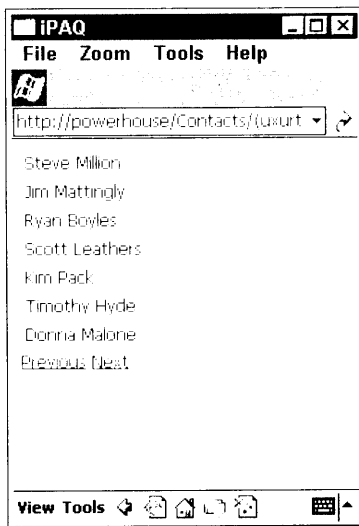 iPAQ
File Zoom Tools Help
http://powerhouse/Contacts/(uxurt
Steve Million
Jim Mattingly
Ryan Boyles
Scott Leathers
Kim Pack
Timothy Hyde
Donna Malone
Previous Next
View Tools